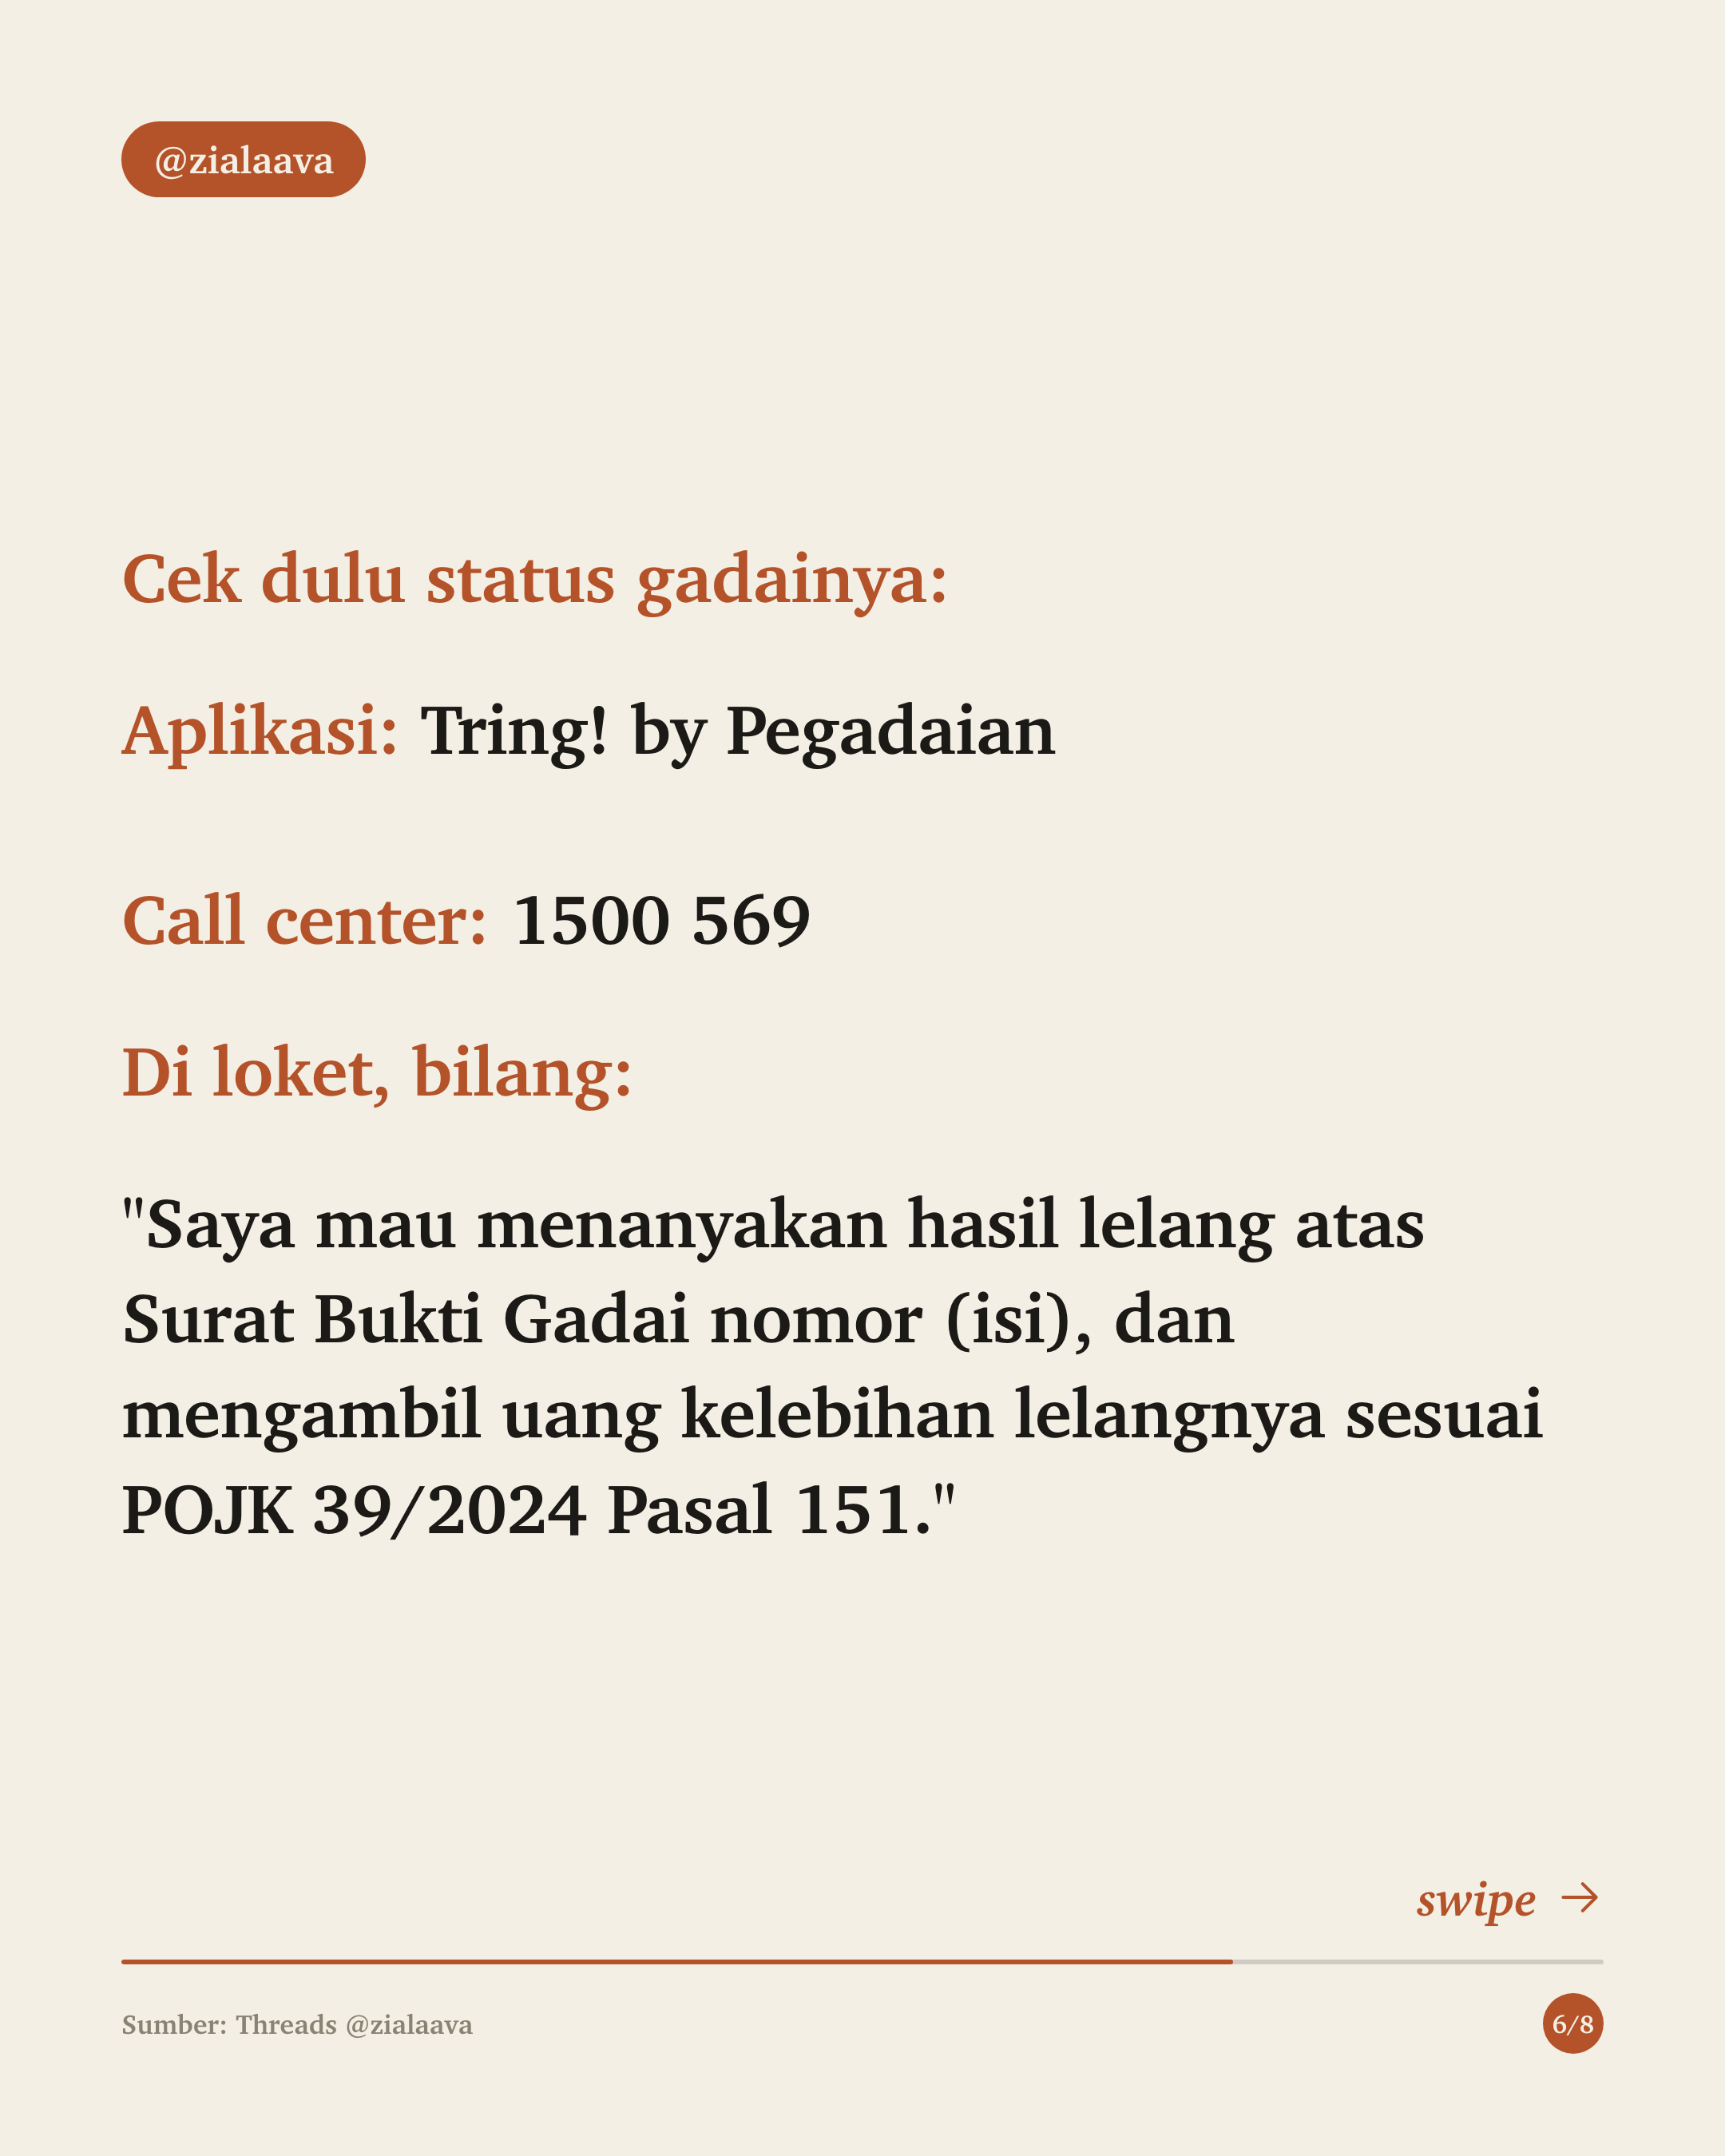 @zialaava
Cek dulu status gadainya:
Aplikasi: Tring! by Pegadaian
Call center: 1500 569
Di loket, bilang:
"Saya mau menanyakan hasil lelang atas
Surat Bukti Gadai nomor (isi), dan
mengambil uang kelebihan lelangnya sesuai
POJK 39/2024 Pasal 151."
swipe →
Sumber: Threads @zialaava
6/8